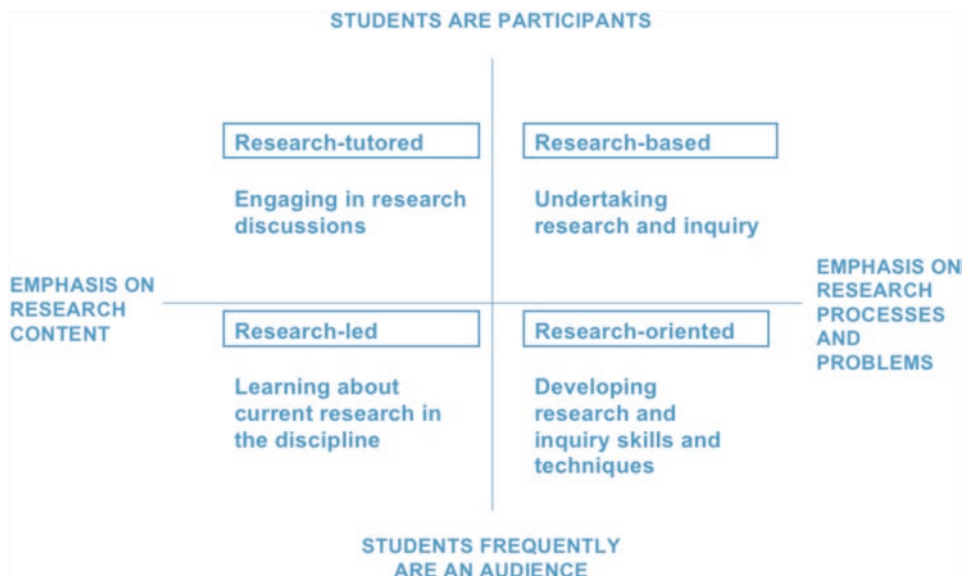 STUDENTS ARE PARTICIPANTS
Research-tutored
Engaging in research
discussions
Research-based
Undertaking
research and inquiry
EMPHASIS ON
RESEARCH
CONTENT
EMPHASIS ON
RESEARCH
PROCESSES
AND
PROBLEMS
Research-led
Learning about
current research in
the discipline
Research-oriented
Developing
research and
inquiry skills and
techniques
STUDENTS FREQUENTLY
ARE AN AUDIENCE